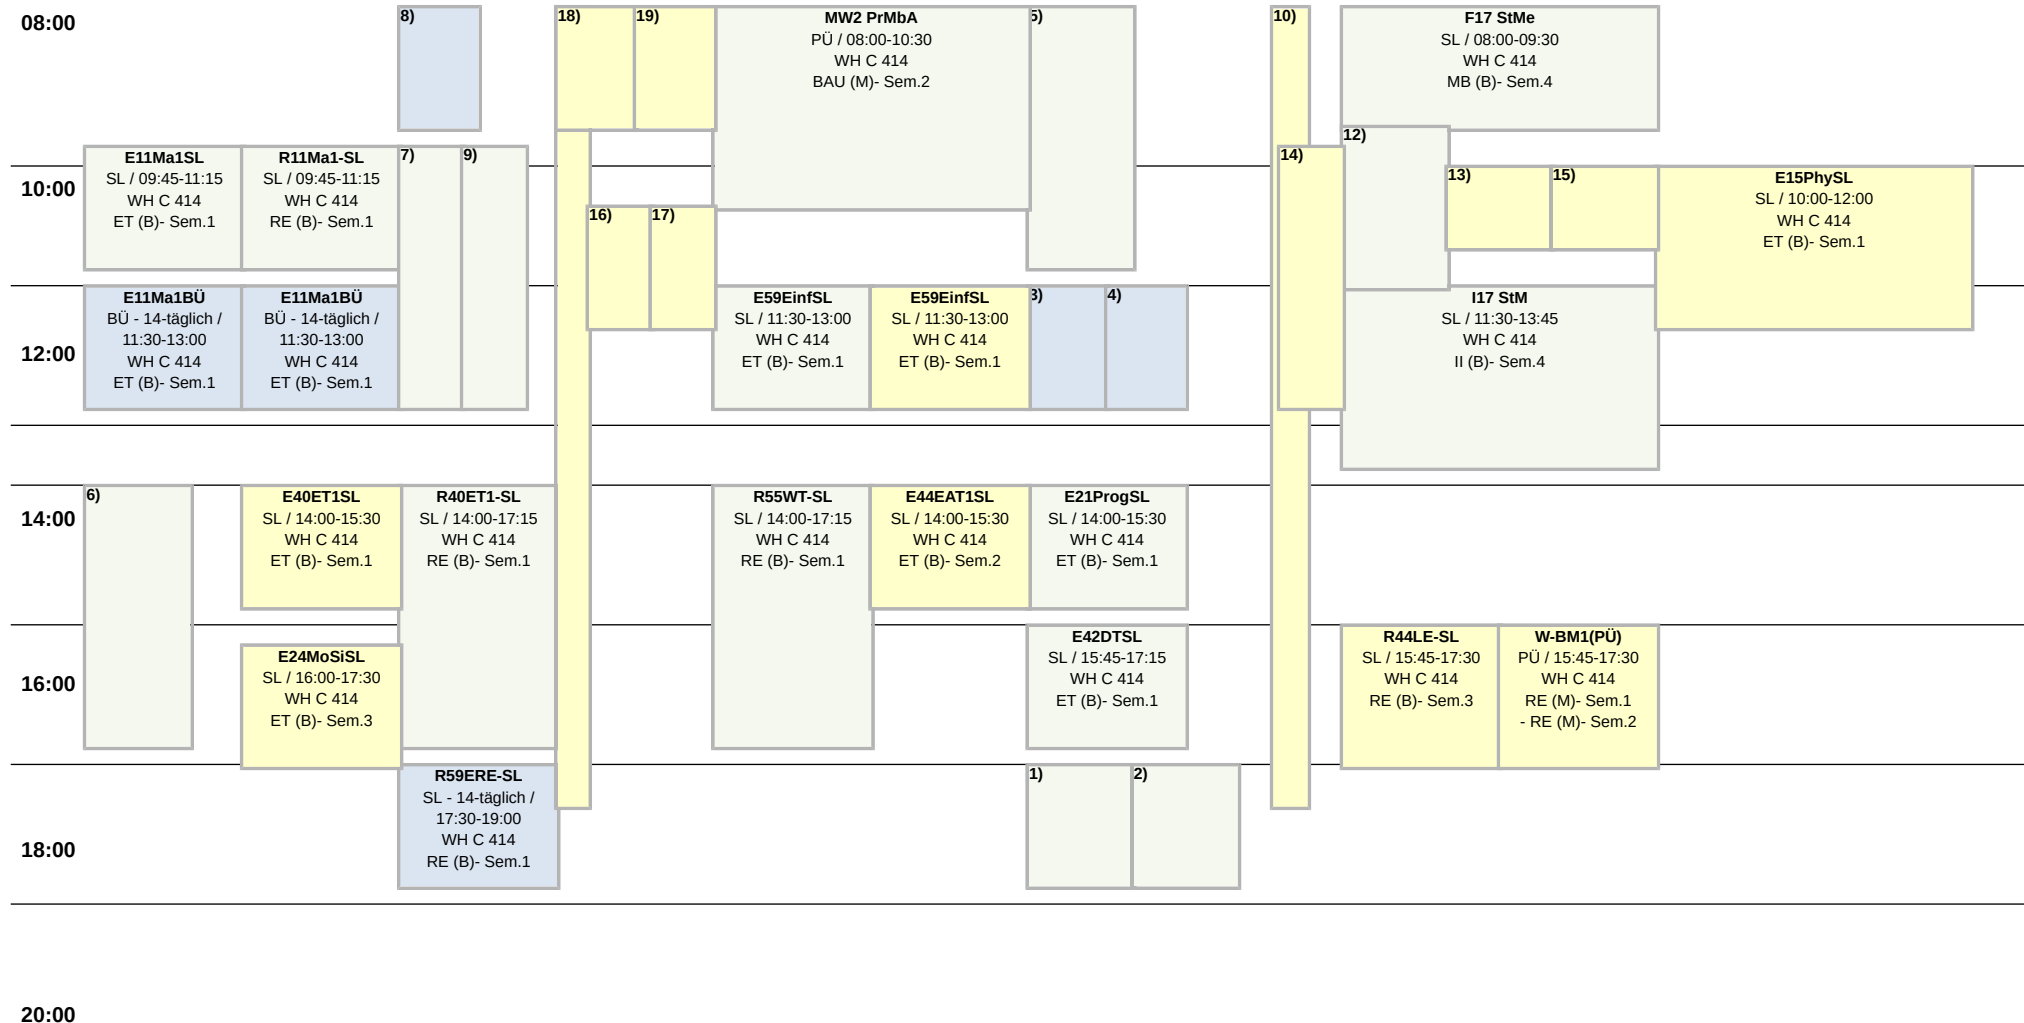 08:00
10:00
12:00
14:00
16:00
18:00
20:00
8)
18)
19)
MW2 PrMbA
PÜ / 08:00-10:30
WH C 414
BAU (M)- Sem.2
5)
10)
F17 StMe
SL / 08:00-09:30
WH C 414
MB (B)- Sem.4
12)
E11Ma1SL
SL / 09:45-11:15
WH C 414
ET (B)- Sem.1
R11Ma1-SL
SL / 09:45-11:15
WH C 414
RE (B)- Sem.1
7)
9)
14)
13)
15)
E15PhySL
SL / 10:00-12:00
WH C 414
ET (B)- Sem.1
16)
17)
E11Ma1BÜ
BÜ - 14-täglich /
11:30-13:00
WH C 414
ET (B)- Sem.1
E11Ma1BÜ
BÜ - 14-täglich /
11:30-13:00
WH C 414
ET (B)- Sem.1
E59EinfSL
SL / 11:30-13:00
WH C 414
ET (B)- Sem.1
E59EinfSL
SL / 11:30-13:00
WH C 414
ET (B)- Sem.1
3)
4)
I17 StM
SL / 11:30-13:45
WH C 414
II (B)- Sem.4
6)
E40ET1SL
SL / 14:00-15:30
WH C 414
ET (B)- Sem.1
R40ET1-SL
SL / 14:00-17:15
WH C 414
RE (B)- Sem.1
R55WT-SL
SL / 14:00-17:15
WH C 414
RE (B)- Sem.1
E44EAT1SL
SL / 14:00-15:30
WH C 414
ET (B)- Sem.2
E21ProgSL
SL / 14:00-15:30
WH C 414
ET (B)- Sem.1
E24MoSiSL
SL / 16:00-17:30
WH C 414
ET (B)- Sem.3
E42DTSL
SL / 15:45-17:15
WH C 414
ET (B)- Sem.1
R44LE-SL
SL / 15:45-17:30
WH C 414
RE (B)- Sem.3
W-BM1(PÜ)
PÜ / 15:45-17:30
WH C 414
RE (M)- Sem.1
- RE (M)- Sem.2
R59ERE-SL
SL - 14-täglich /
17:30-19:00
WH C 414
RE (B)- Sem.1
1)
2)